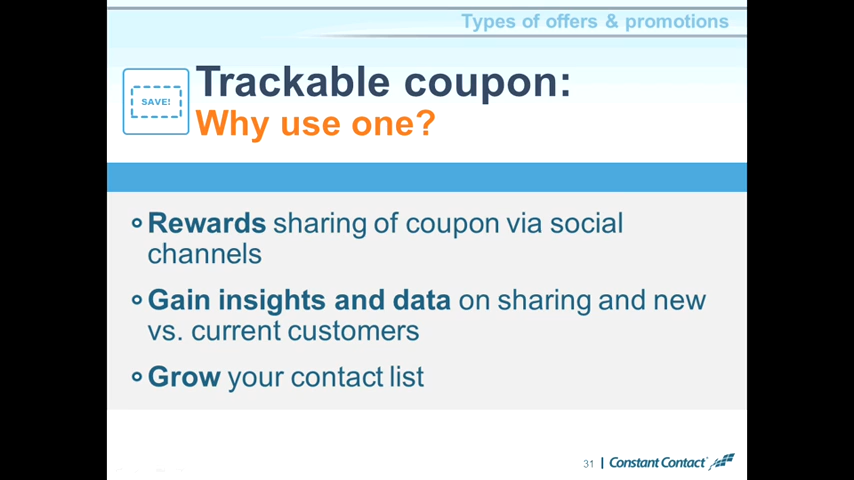 Types of offers & promotions
SAVE!
Trackable coupon:
Why use one?
Rewards sharing of coupon via social
channels
Gain insights and data on sharing and new
vs. current customers
Grow your contact list
31 | Constant Contact